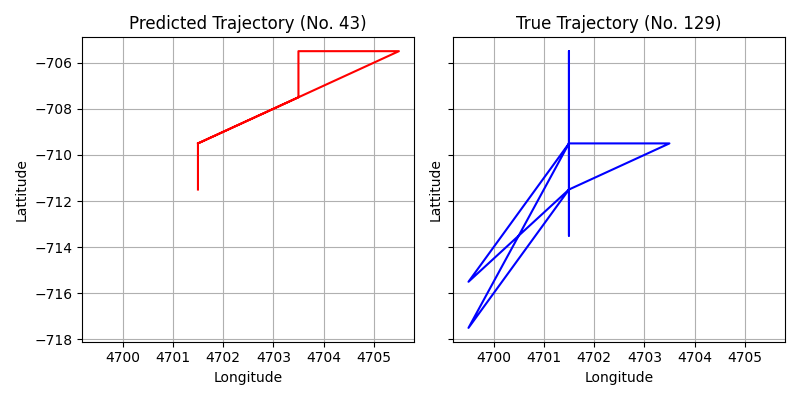 Predicted Trajectory (No. 43)
True Trajectory (No. 129)
Lattitude
−706
−708
−710
−712
−714
−716
−718
4700 4701 4702 4703 4704 4705
Longitude
Lattitude
4700 4701 4702 4703 4704 4705
Longitude